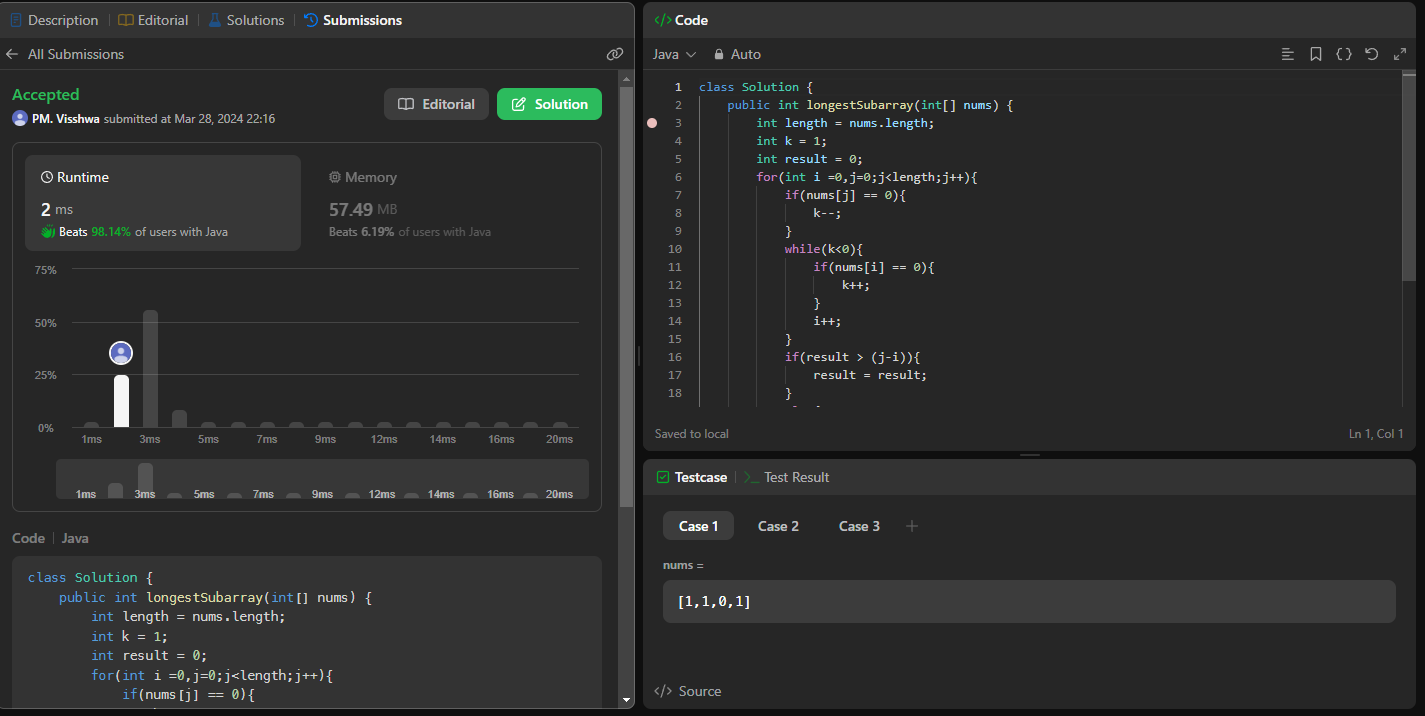 Description | Editorial | Solutions | Submissions
All Submissions
Accepted
PM. Visshwa submitted at Mar 28, 2024 22:16
Editorial
Solution
Runtime
2 ms
Beats 98.14% of users with Java
Memory
57.49 MB
Beats 6.19% of users with Java
75%
50%
25%
0%
1ms 3ms 5ms 7ms 9ms 12ms 14ms 16ms 20ms
1ms 3ms 5ms 7ms 9ms 12ms 14ms 16ms 20ms
Code | Java
class Solution {
    public int longestSubarray(int[] nums) {
        int length = nums.length;
        int k = 1;
        int result = 0;
        for(int i =0,j=0;j<length;j++){
            if(nums[j] == 0){
</> Code
Java Auto
1 class Solution {
2     public int longestSubarray(int[] nums) {
3         int length = nums.length;
4         int k = 1;
5         int result = 0;
6         for(int i =0,j=0;j<length;j++){
7             if(nums[j] == 0){
8                 k--;
9             }
10             while(k<0){
11                 if(nums[i] == 0){
12                     k++;
13                 }
14                 i++;
15             }
16             if(result > (j-i)){
17                 result = result;
18             }
Saved to local
Ln 1, Col 1
Testcase | >_ Test Result
Case 1 Case 2 Case 3 +
nums =
[1,1,0,1]
</> Source